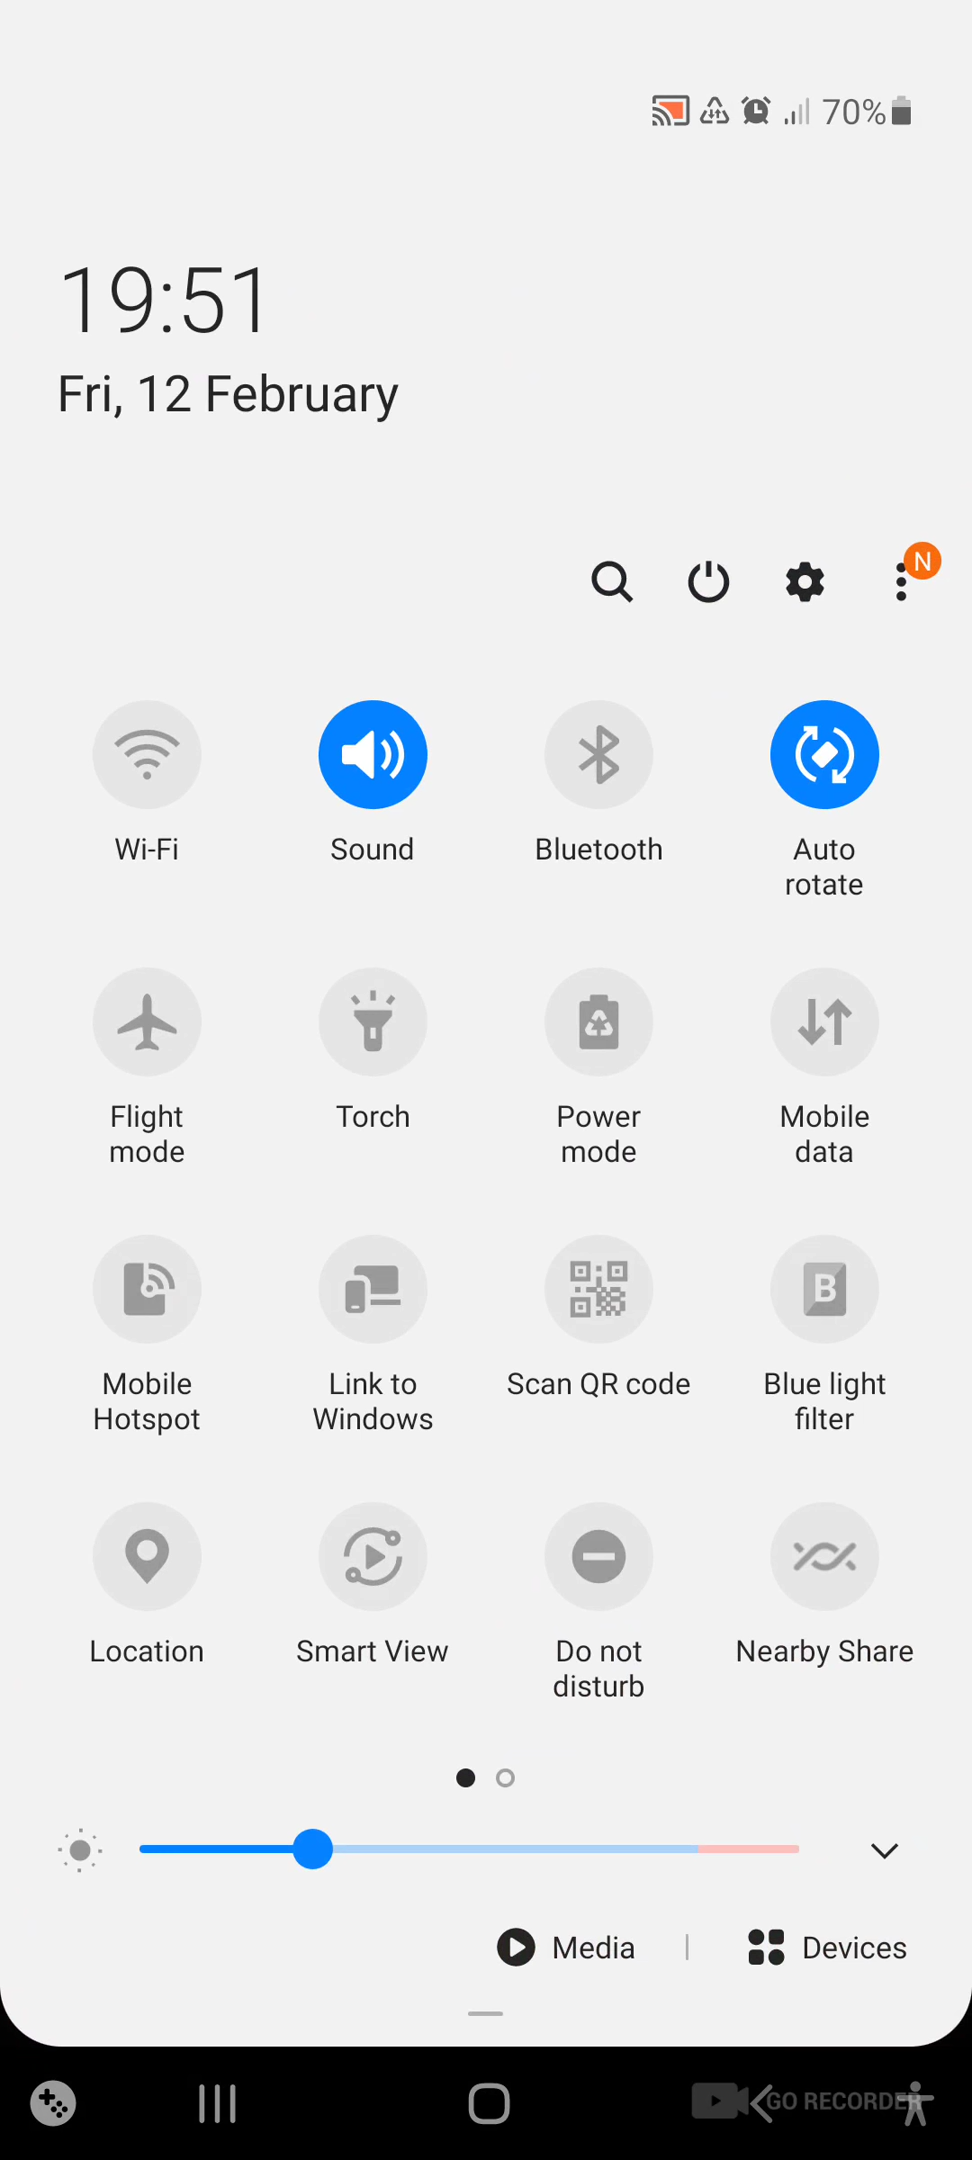 70%
19:51
Fri, 12 February
N
Wi-Fi
Sound
Bluetooth
Auto
rotate
Flight
mode
Torch
Power
mode
Mobile
data
Mobile
Hotspot
Link to
Windows
Scan QR code
B
Blue light
filter
Location
Smart View
Do not
disturb
Nearby Share
Media
Devices
GO RECORDER